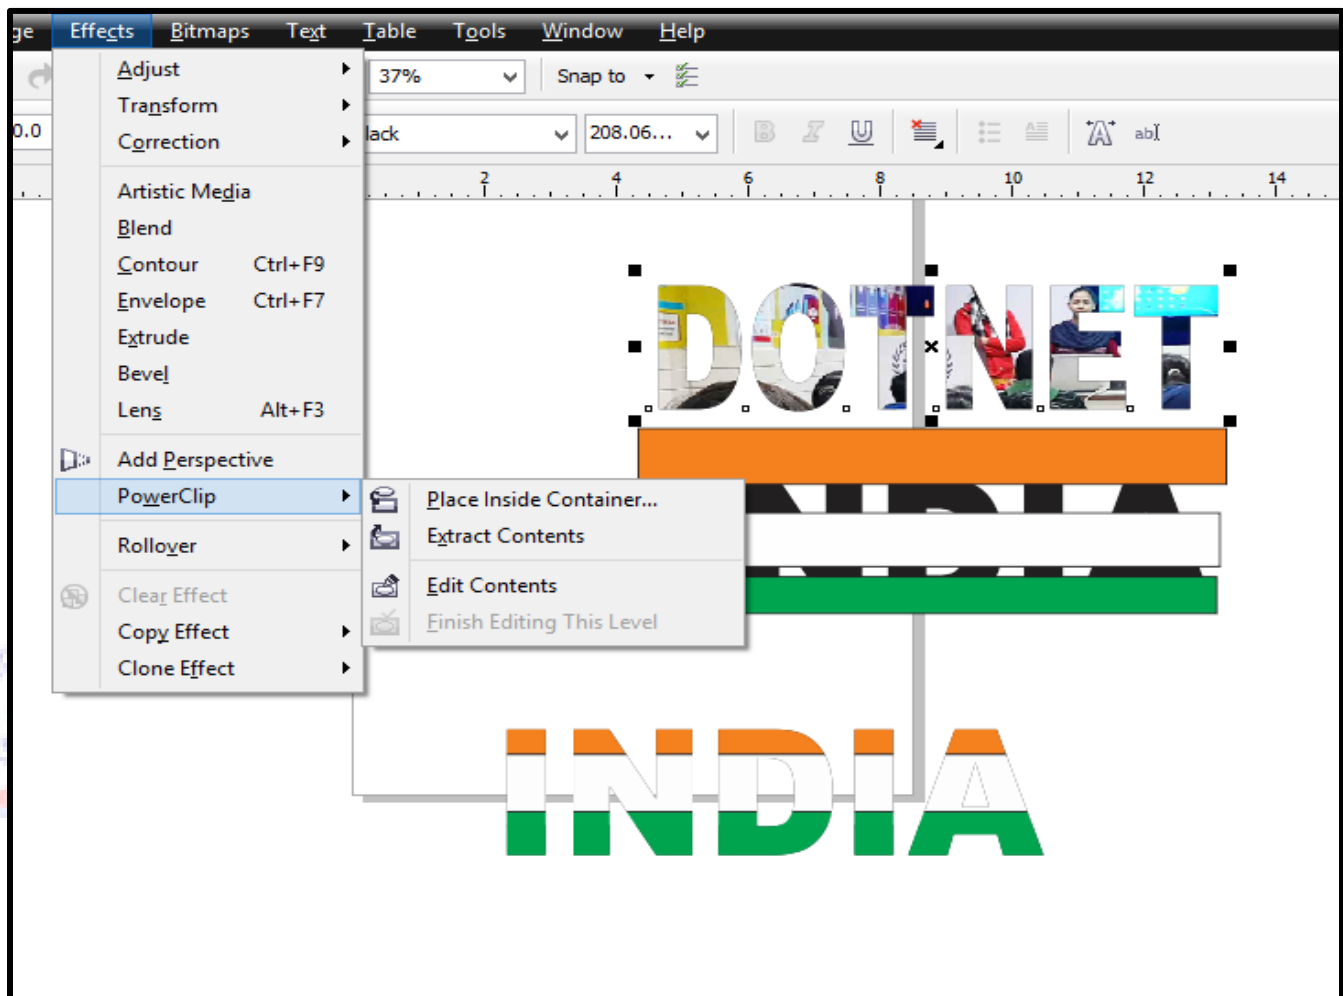 ge Effects Bitmaps Text Table Tools Window Help
Adjust
37%
Snap to
Transform
0.0
lack
208.06...
B I U
abI
Correction
2 4 6 8 10 12 14
Artistic Media
Blend
Contour Ctrl+F9
Envelope Ctrl+F7
Extrude
Bevel
Lens Alt+F3
DOTNET
Add Perspective
PowerClip
Place Inside Container...
INDIA
Extract Contents
Rollover
Edit Contents
Clear Effect
Finish Editing This Level
Copy Effect
Clone Effect
INDIA